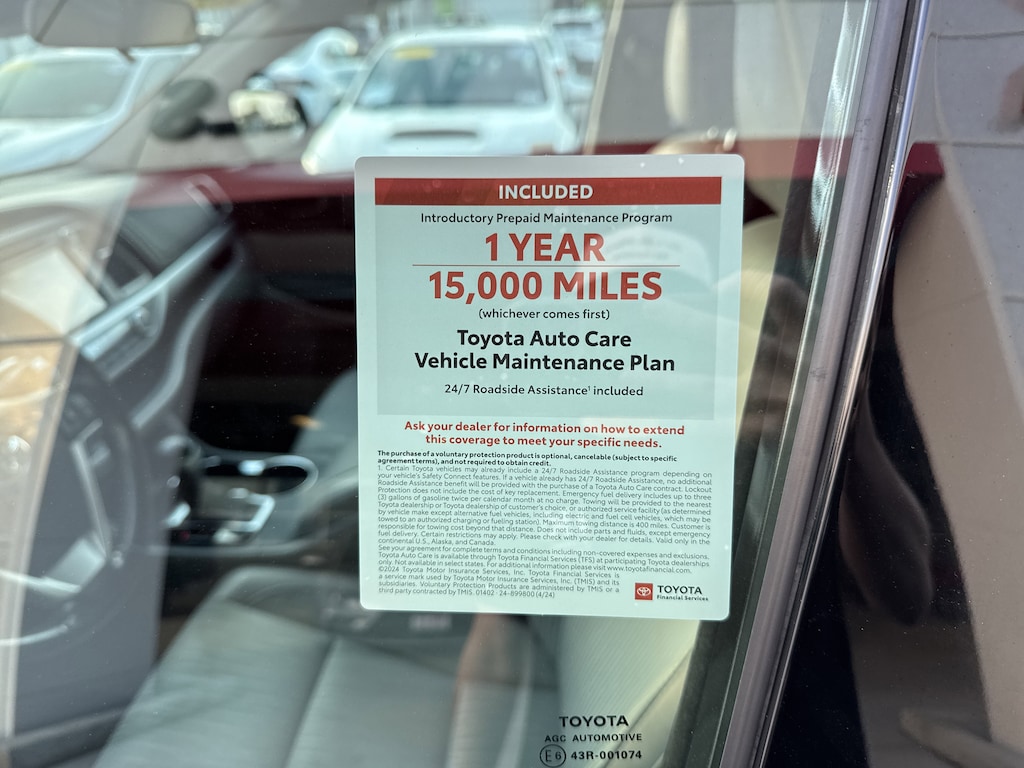 INCLUDED
Introductory Prepaid Maintenance Program
1 YEAR
15,000 MILES
(whichever comes first)
Toyota Auto Care
Vehicle Maintenance Plan
24/7 Roadside Assistance¹ included
Ask your dealer for information on how to extend
this coverage to meet your specific needs.
The purchase of a voluntary protection product is optional, cancelable (subject to specific
agreement terms), and not required to obtain credit.
1. Certain Toyota vehicles may already include a 24/7 Roadside Assistance program depending on
your vehicle's Safety Connect features. If a vehicle already has 24/7 Roadside Assistance, no additional
Roadside Assistance benefit will be provided with the purchase of a Toyota Auto Care contract. Lockout
Protection does not include the cost of key replacement. Emergency fuel delivery includes up to three
(3) gallons of gasoline twice per calendar month at no charge. Towing will be provided to the nearest
Toyota dealership or Toyota dealership of customer's choice, or authorized service facility (as determined
by vehicle make except alternative fuel vehicles, including electric and fuel cell vehicles, which may be
towed to an authorized charging or fueling station). Maximum towing distance is 400 miles. Customer is
responsible for towing cost beyond that distance. Does not include parts and fluids, except emergency
fuel delivery. Certain restrictions may apply. Please check with your dealer for details. Valid only in the
continental U.S., Alaska, and Canada.
See your agreement for complete terms and conditions including non-covered expenses and exclusions.
Toyota Auto Care is available through Toyota Financial Services (TFS) at participating Toyota dealerships
only. Not available in select states. For additional information please visit www.toyotafinancial.com.
©2024 Toyota Motor Insurance Services, Inc. Toyota Financial Services is
a service mark used by Toyota Motor Insurance Services, Inc. (TMIS) and its
subsidiaries. Voluntary Protection Products are administered by TMIS or a
third party contracted by TMIS. 01402 · 24-899800 (4/24)
TOYOTA
Financial Services
TOYOTA
AGC AUTOMOTIVE
E6 43R-001074